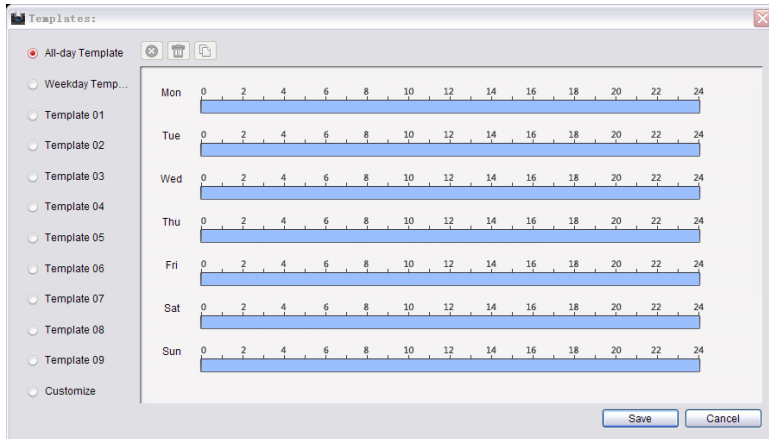 Templates:
All-day Template
Weekday Temp...
Template 01
Template 02
Template 03
Template 04
Template 05
Template 06
Template 07
Template 08
Template 09
Customize
Mon 0 2 4 6 8 10 12 14 16 18 20 22 24
Tue 0 2 4 6 8 10 12 14 16 18 20 22 24
Wed 0 2 4 6 8 10 12 14 16 18 20 22 24
Thu 0 2 4 6 8 10 12 14 16 18 20 22 24
Fri 0 2 4 6 8 10 12 14 16 18 20 22 24
Sat 0 2 4 6 8 10 12 14 16 18 20 22 24
Sun 0 2 4 6 8 10 12 14 16 18 20 22 24
Save Cancel